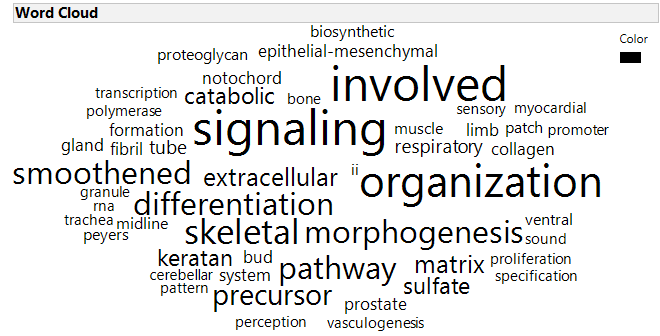 Word Cloud
biosynthetic
Color
proteoglycan epithelial-mesenchymal
notochord involved
transcription catabolic bone
polymerase signaling sensory myocardial
formation muscle limb patch promoter
gland fibril tube respiratory collagen
smoothened extracellular ii organization
granule
rna differentiation
trachea midline skeletal morphogenesis ventral
peyers sound
keratan bud pathway matrix proliferation
cerebellar system specification
pattern precursor sulfate
prostate
perception vasculogenesis